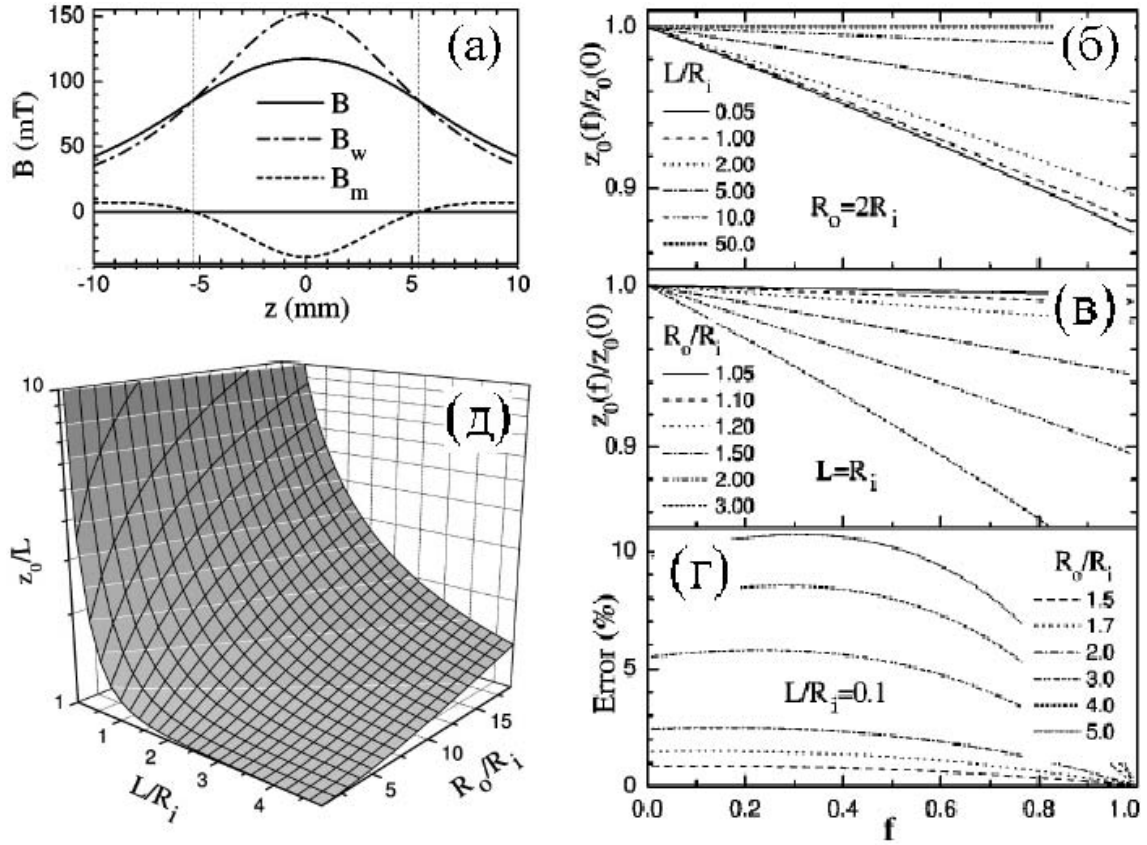 (а)
150
100
50
0
B (mT)
B
B_w
B_m
-10 -5 0 5 10
z (mm)
(б)
1.0
0.9
z_0(f)/z_0(0)
L/R_i
0.05
1.00
2.00
5.00
10.0
50.0
R_o=2R_i
(в)
1.0
0.9
z_0(f)/z_0(0)
R_o/R_i
1.05
1.10
1.20
1.50
2.00
3.00
L=R_i
(г)
10
5
0
Error (%)
L/R_i=0.1
R_o/R_i
1.5
1.7
2.0
3.0
4.0
5.0
0.0 0.2 0.4 0.6 0.8 1.0
f
(д)
10
1
z_0/L
1 2 3 4
L/R_i
5 10 15
R_o/R_i